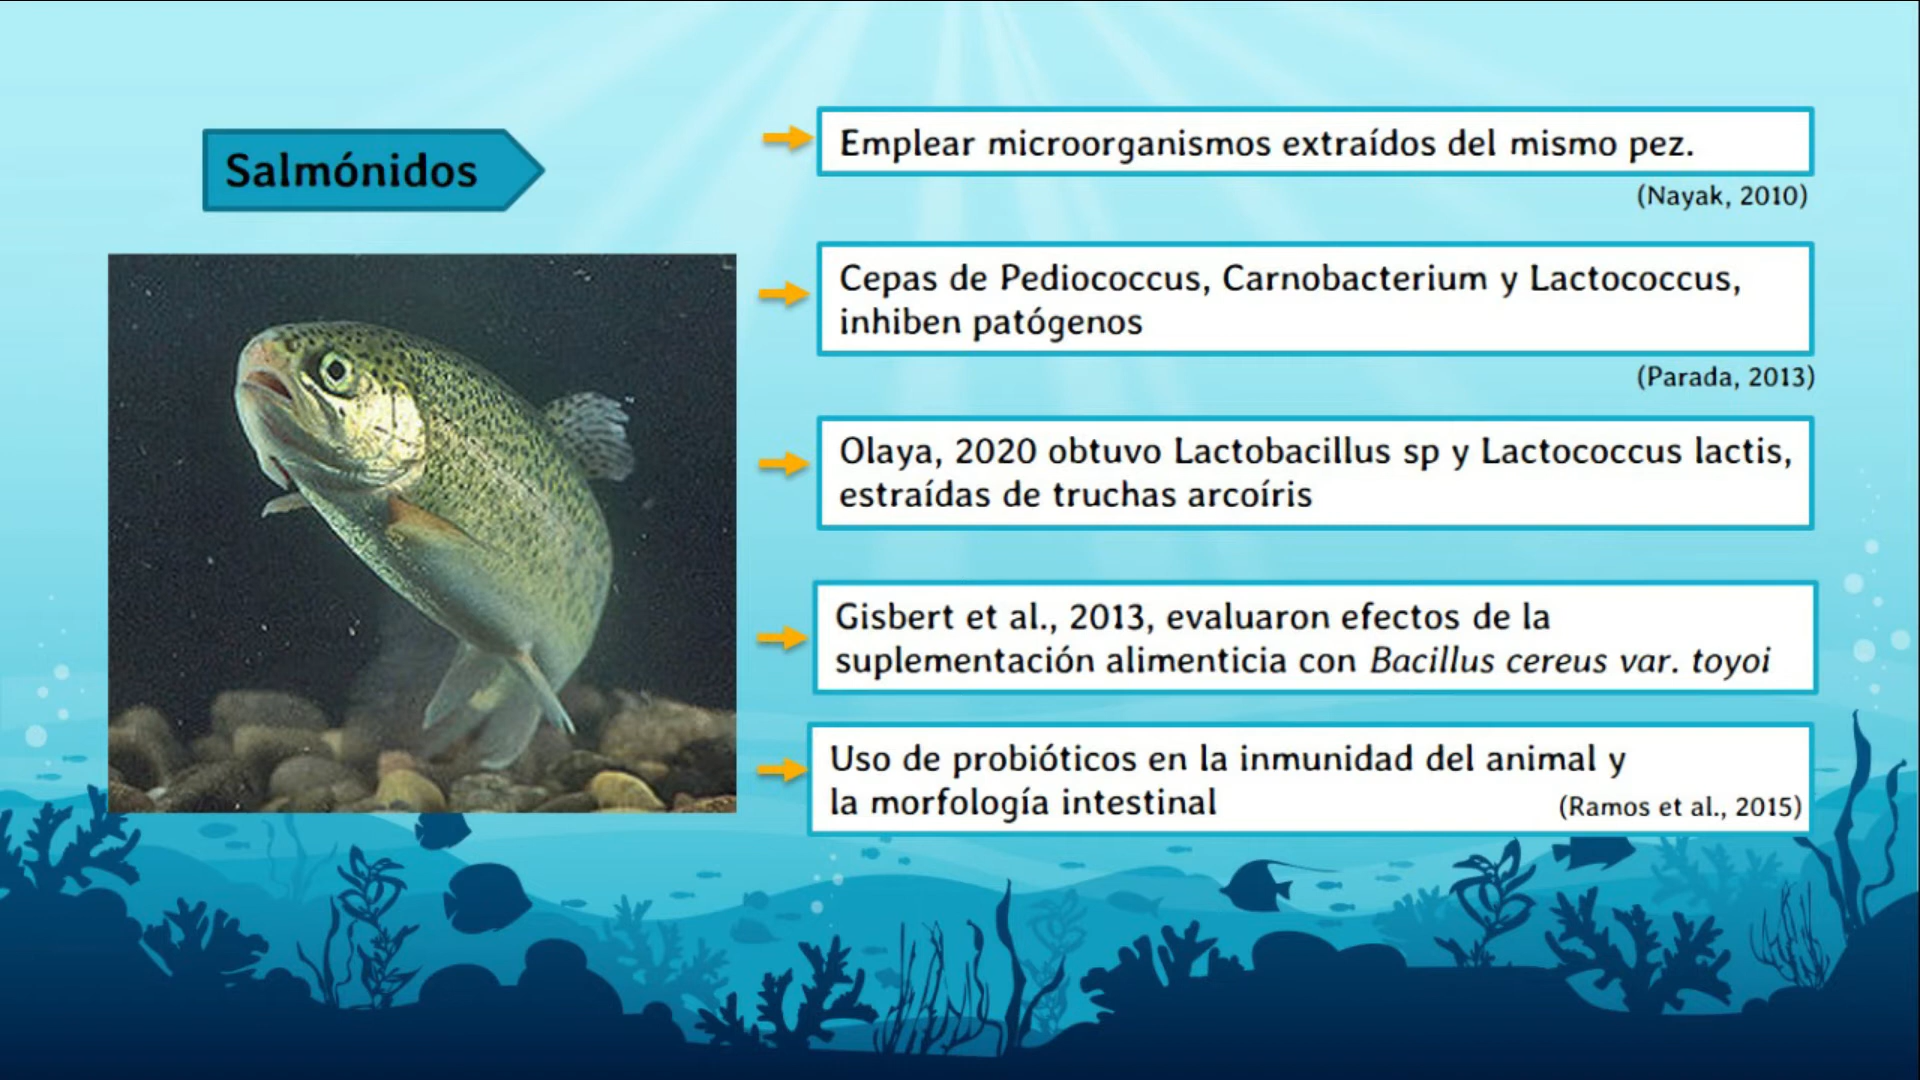 Salmónidos
Emplear microorganismos extraídos del mismo pez.
(Nayak, 2010)
Cepas de Pediococcus, Carnobacterium y Lactococcus,
inhiben patógenos
(Parada, 2013)
Olaya, 2020 obtuvo Lactobacillus sp y Lactococcus lactis,
estraídas de truchas arcoíris
Gisbert et al., 2013, evaluaron efectos de la
suplementación alimenticia con Bacillus cereus var. toyoi
Uso de probióticos en la inmunidad del animal y
la morfología intestinal
(Ramos et al., 2015)